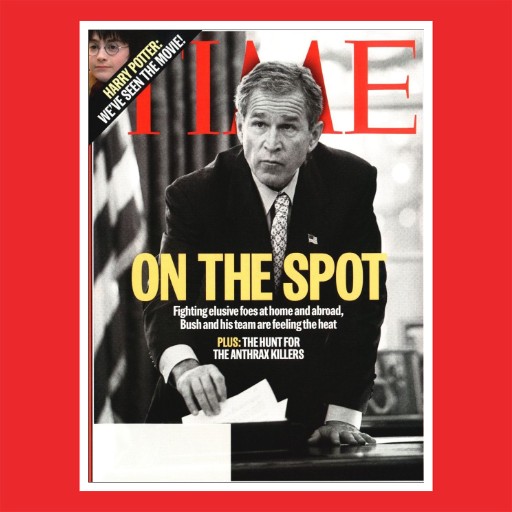 HARRY POTTER:
WE'VE SEEN THE MOVIE!
TIME
ON THE SPOT
Fighting elusive foes at home and abroad,
Bush and his team are feeling the heat
PLUS: THE HUNT FOR
THE ANTHRAX KILLERS